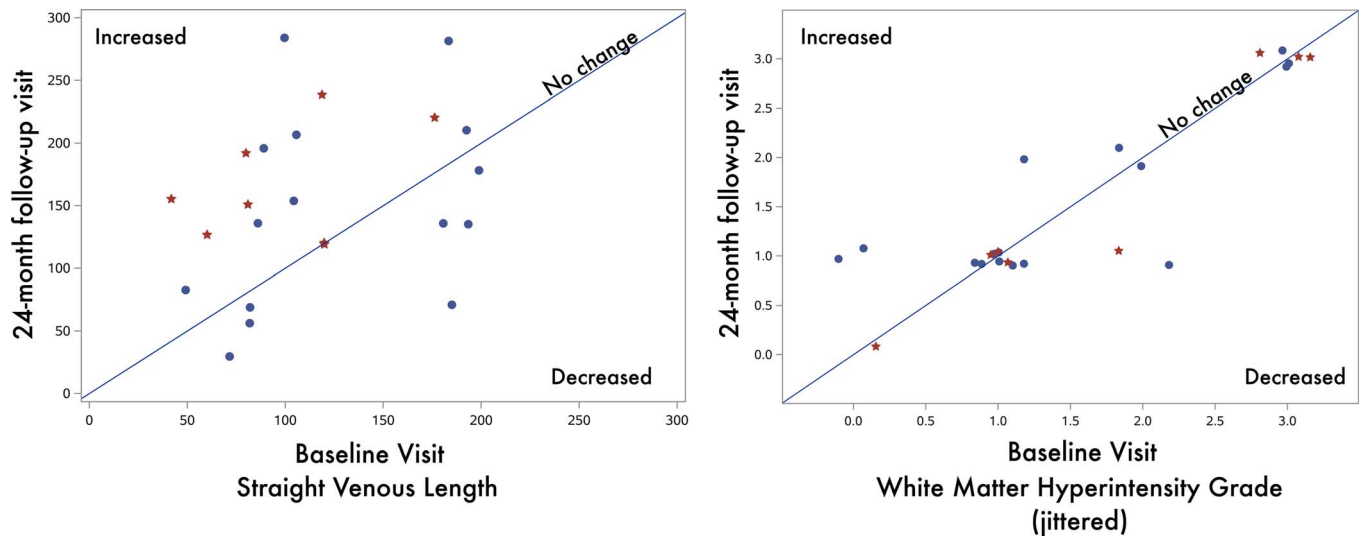 Increased
No change
Decreased
24-month follow-up visit
300
250
200
150
100
50
0
0 50 100 150 200 250 300
Baseline Visit
Straight Venous Length
Increased
No change
Decreased
24-month follow-up visit
3.0
2.5
2.0
1.5
1.0
0.5
0.0
0.0 0.5 1.0 1.5 2.0 2.5 3.0
Baseline Visit
White Matter Hyperintensity Grade
(jittered)